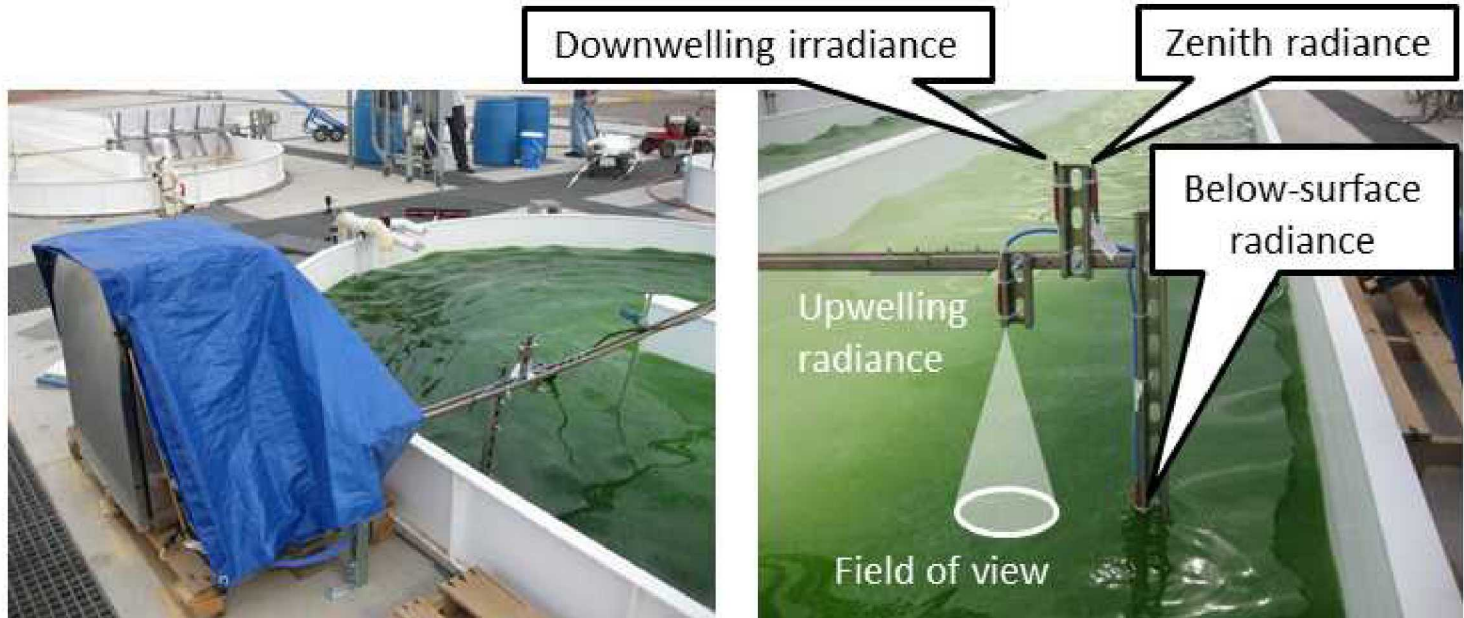 Downwelling irradiance
Zenith radiance
Below-surface
radiance
Upwelling
radiance
Field of view